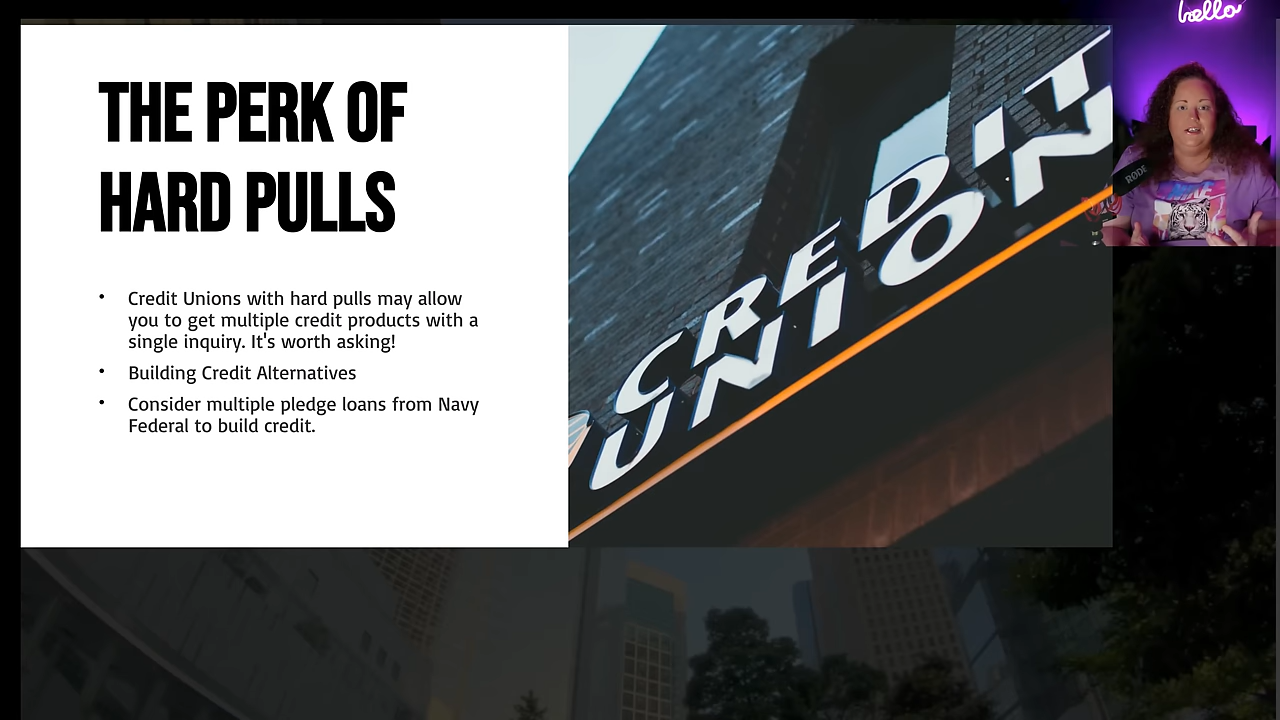 hello
THE PERK OF
HARD PULLS
CREDIT
UNION
RØDE
• Credit Unions with hard pulls may allow
you to get multiple credit products with a
single inquiry. It's worth asking!
• Building Credit Alternatives
• Consider multiple pledge loans from Navy
Federal to build credit.